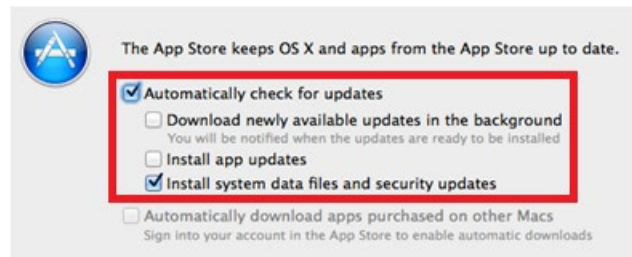 The App Store keeps OS X and apps from the App Store up to date.
Automatically check for updates
Download newly available updates in the background
You will be notified when the updates are ready to be installed
Install app updates
Install system data files and security updates
Automatically download apps purchased on other Macs
Sign into your account in the App Store to enable automatic downloads